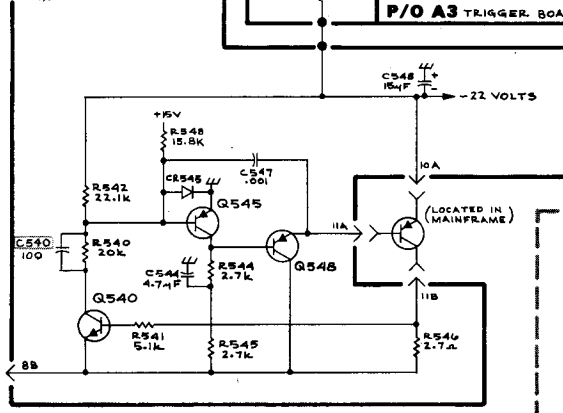 P/O A3 TRIGGER BOA
C548
15µF
+
-
-22 VOLTS
+15V
R548
15.8K
C547
.001
10A
CR545
R542
22.1K
Q545
(LOCATED IN
MAINFRAME)
11A
C540
100
R540
20K
C544
4.7µF
R544
2.7K
Q548
Q540
11B
R541
5.1K
R545
2.7K
R546
2.7Ω
8B